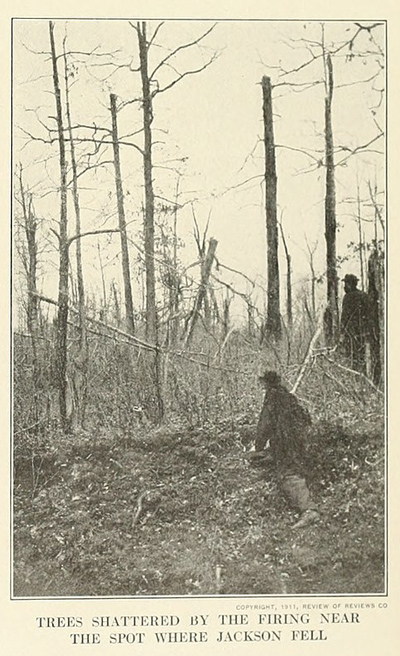 COPYRIGHT, 1911, REVIEW OF REVIEWS CO
TREES SHATTERED BY THE FIRING NEAR
THE SPOT WHERE JACKSON FELL